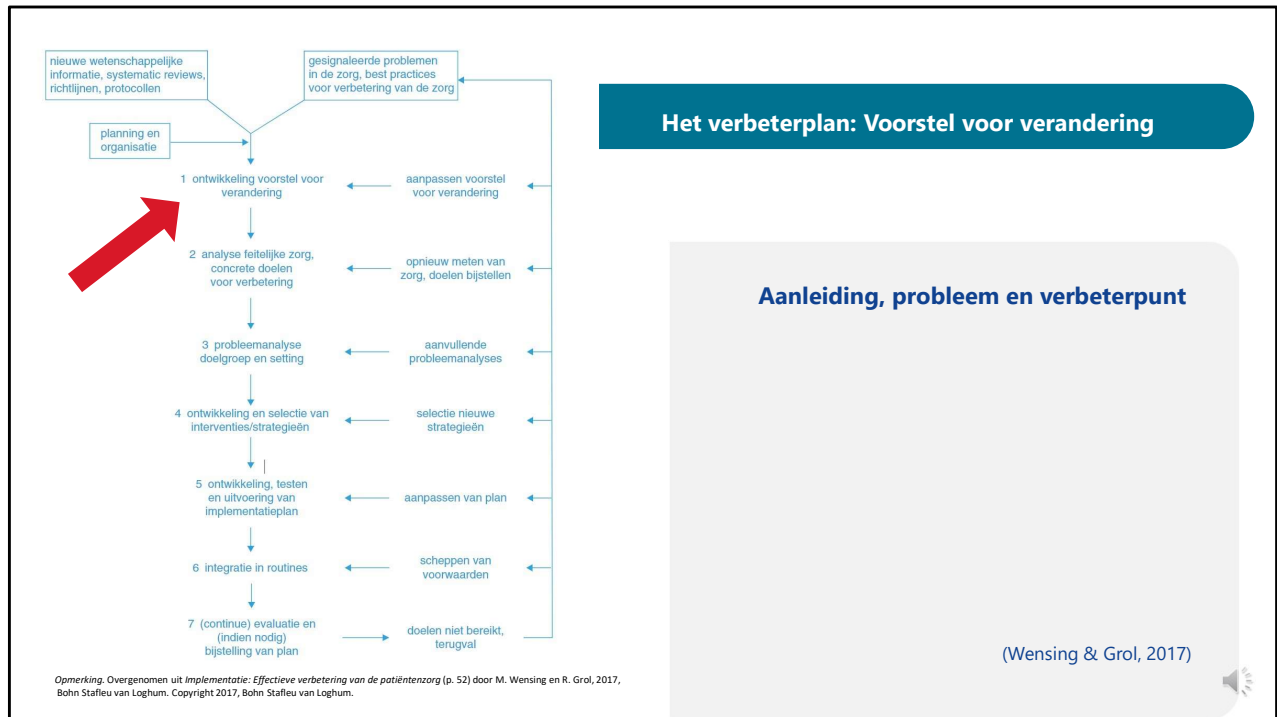 nieuwe wetenschappelijke
informatie, systematic reviews,
richtlijnen, protocollen
gesignaleerde problemen
in de zorg, best practices
voor verbetering van de zorg
planning en
organisatie
1 ontwikkeling voorstel voor
verandering
aanpassen voorstel
voor verandering
2 analyse feitelijke zorg,
concrete doelen
voor verbetering
opnieuw meten van
zorg, doelen bijstellen
3 probleemanalyse
doelgroep en setting
aanvullende
probleemanalyses
4 ontwikkeling en selectie van
interventies/strategieën
selectie nieuwe
strategieën
5 ontwikkeling, testen
en uitvoering van
implementatieplan
aanpassen van plan
6 integratie in routines
scheppen van
voorwaarden
7 (continue) evaluatie en
(indien nodig)
bijstelling van plan
doelen niet bereikt,
terugval
Opmerking. Overgenomen uit Implementatie: Effectieve verbetering van de patiëntenzorg (p. 52) door M. Wensing en R. Grol, 2017,
Bohn Stafleu van Loghum. Copyright 2017, Bohn Stafleu van Loghum.
Het verbeterplan: Voorstel voor verandering
Aanleiding, probleem en verbeterpunt
(Wensing & Grol, 2017)